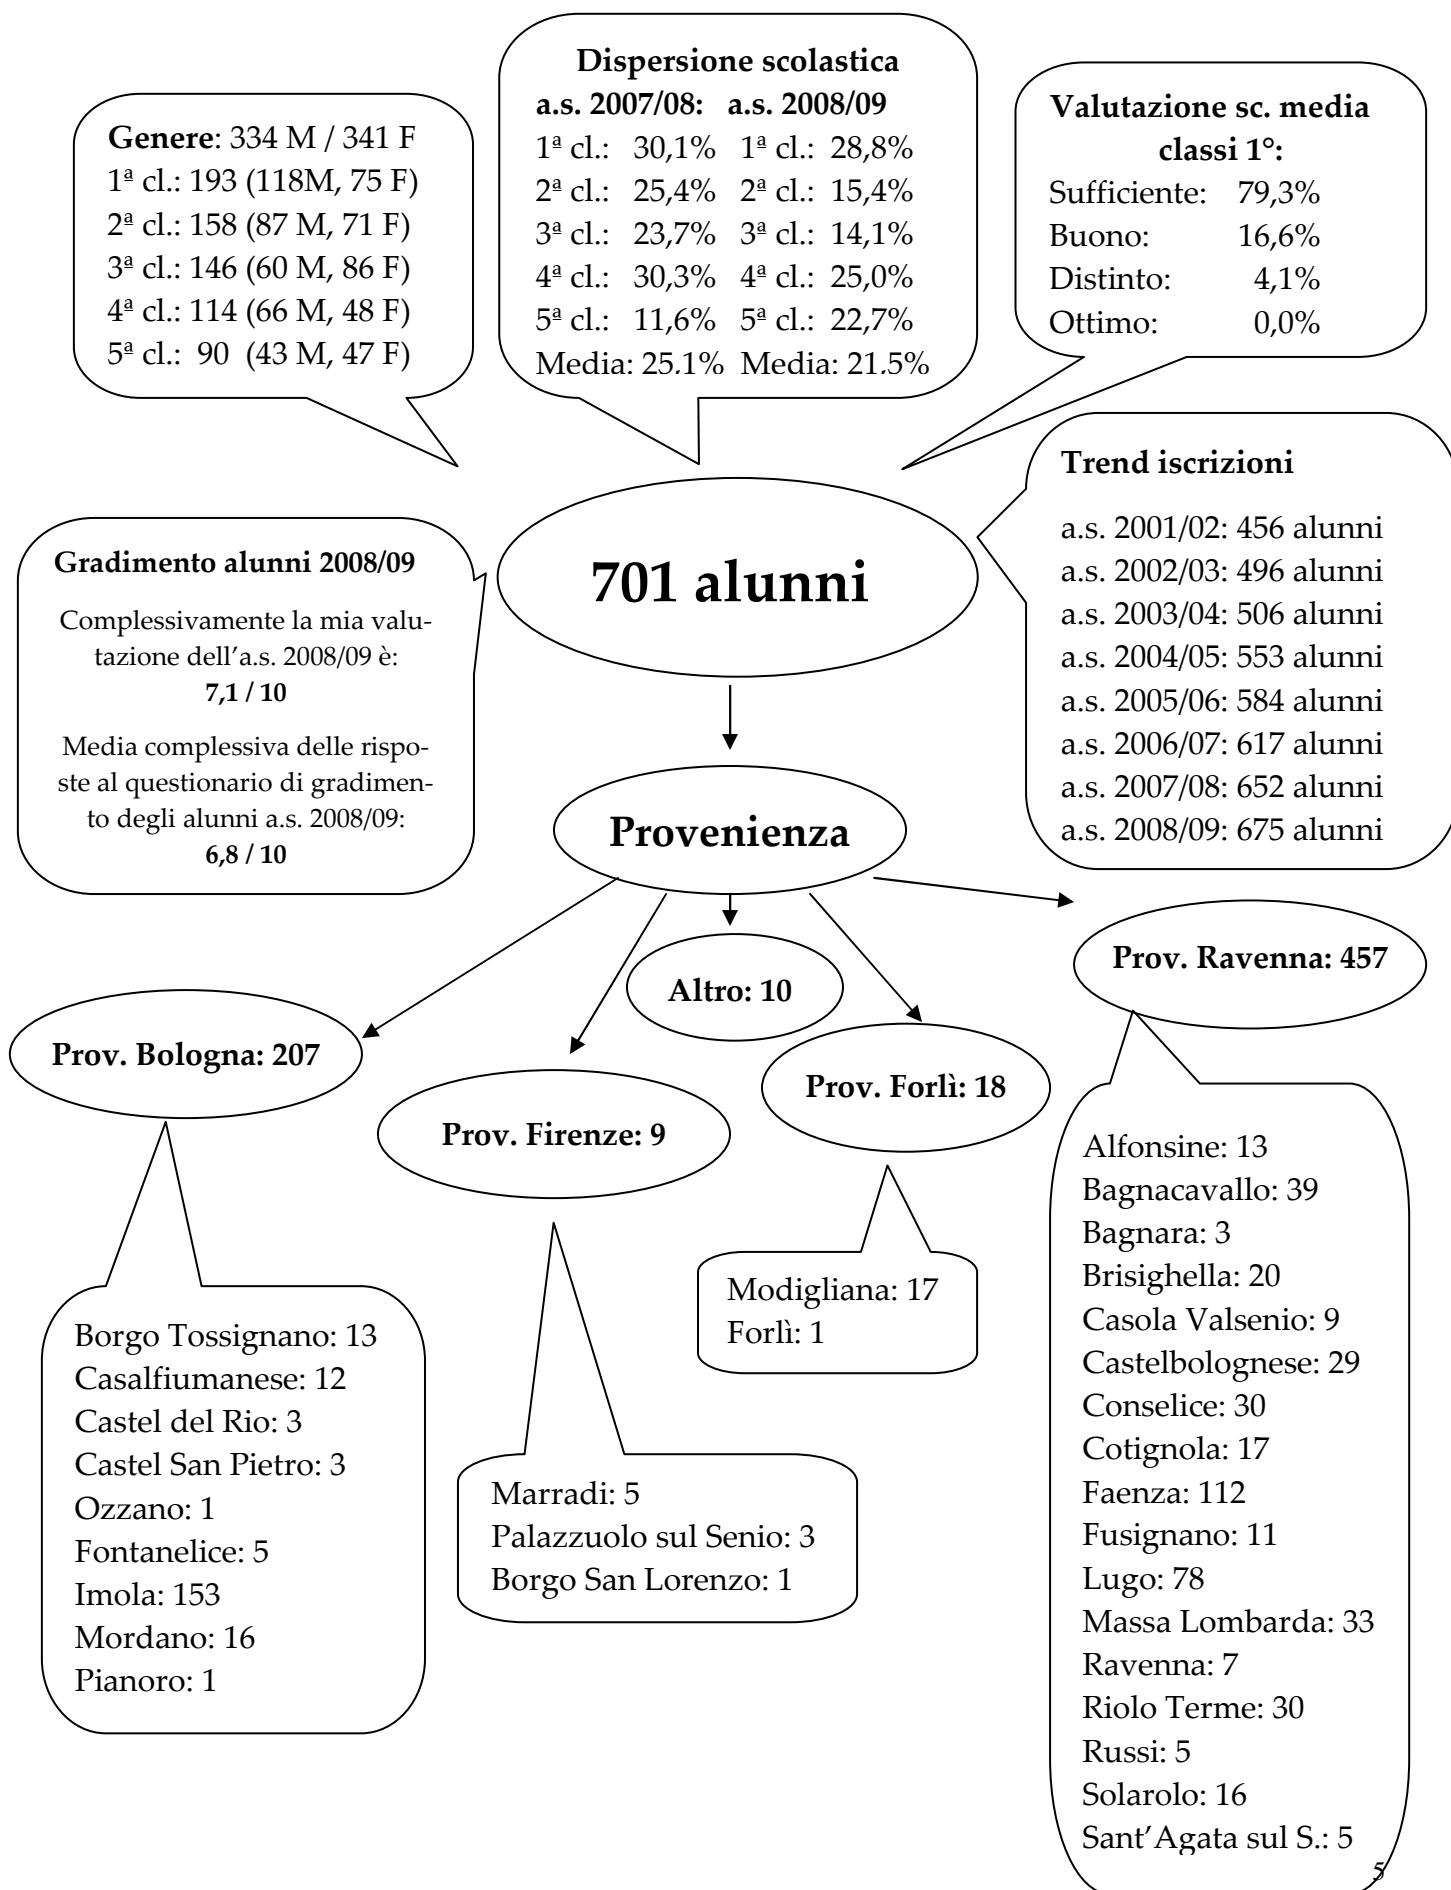 Genere: 334 M / 341 F
1ª cl.: 193 (118M, 75 F)
2ª cl.: 158 (87 M, 71 F)
3ª cl.: 146 (60 M, 86 F)
4ª cl.: 114 (66 M, 48 F)
5ª cl.: 90 (43 M, 47 F)
Dispersione scolastica
a.s. 2007/08: a.s. 2008/09
1ª cl.: 30,1% 1ª cl.: 28,8%
2ª cl.: 25,4% 2ª cl.: 15,4%
3ª cl.: 23,7% 3ª cl.: 14,1%
4ª cl.: 30,3% 4ª cl.: 25,0%
5ª cl.: 11,6% 5ª cl.: 22,7%
Media: 25,1% Media: 21,5%
Valutazione sc. media
classi 1°:
Sufficiente: 79,3%
Buono: 16,6%
Distinto: 4,1%
Ottimo: 0,0%
Trend iscrizioni
a.s. 2001/02: 456 alunni
a.s. 2002/03: 496 alunni
a.s. 2003/04: 506 alunni
a.s. 2004/05: 553 alunni
a.s. 2005/06: 584 alunni
a.s. 2006/07: 617 alunni
a.s. 2007/08: 652 alunni
a.s. 2008/09: 675 alunni
Gradimento alunni 2008/09
Complessivamente la mia valu-
tazione dell'a.s. 2008/09 è:
7,1 / 10
Media complessiva delle rispo-
ste al questionario di gradimen-
to degli alunni a.s. 2008/09:
6,8 / 10
701 alunni
Provenienza
Prov. Bologna: 207
Prov. Firenze: 9
Altro: 10
Prov. Forlì: 18
Prov. Ravenna: 457
Borgo Tossignano: 13
Casalfiumanese: 12
Castel del Rio: 3
Castel San Pietro: 3
Ozzano: 1
Fontanelice: 5
Imola: 153
Mordano: 16
Pianoro: 1
Marradi: 5
Palazzuolo sul Senio: 3
Borgo San Lorenzo: 1
Modigliana: 17
Forlì: 1
Alfonsine: 13
Bagnacavallo: 39
Bagnara: 3
Brisighella: 20
Casola Valsenio: 9
Castelbolognese: 29
Conselice: 30
Cotignola: 17
Faenza: 112
Fusignano: 11
Lugo: 78
Massa Lombarda: 33
Ravenna: 7
Riolo Terme: 30
Russi: 5
Solarolo: 16
Sant'Agata sul S.: 5
5